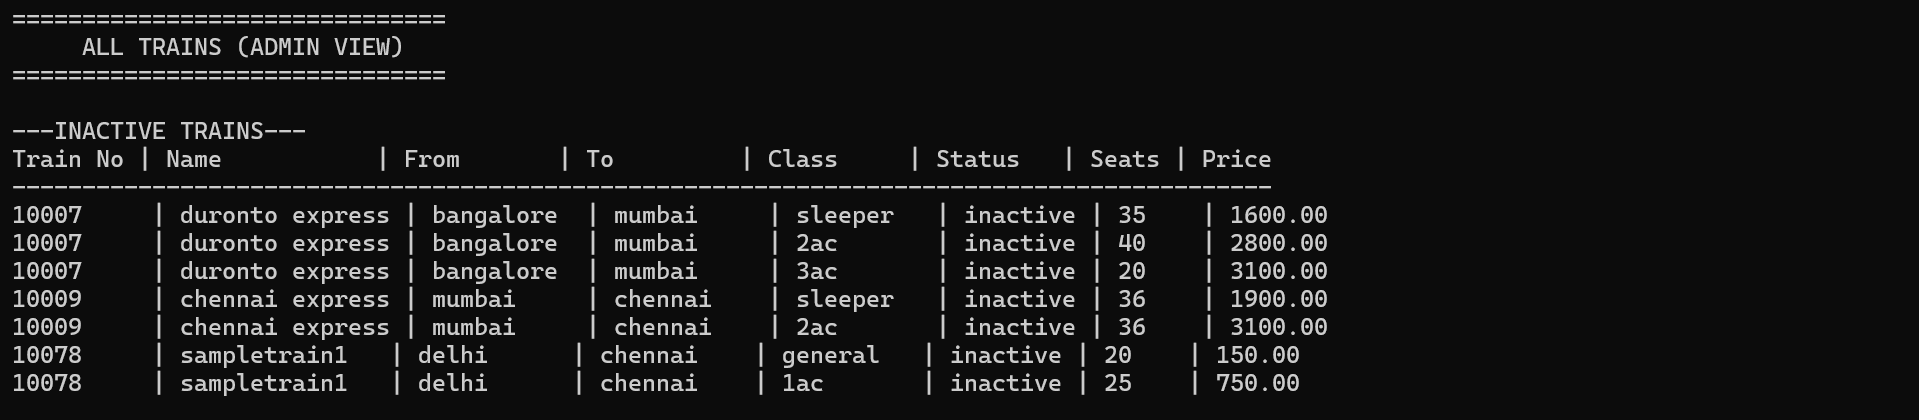 ===============================
     ALL TRAINS (ADMIN VIEW)
===============================
---INACTIVE TRAINS---
Train No | Name           | From       | To         | Class     | Status   | Seats | Price
------------------------------------------------------------------------------------------
10007     | duronto express | bangalore  | mumbai     | sleeper   | inactive | 35    | 1600.00
10007     | duronto express | bangalore  | mumbai     | 2ac       | inactive | 40    | 2800.00
10007     | duronto express | bangalore  | mumbai     | 3ac       | inactive | 20    | 3100.00
10009     | chennai express | mumbai     | chennai    | sleeper   | inactive | 36    | 1900.00
10009     | chennai express | mumbai     | chennai    | 2ac       | inactive | 36    | 3100.00
10078     | sampletrain1   | delhi      | chennai    | general   | inactive | 20    | 150.00
10078     | sampletrain1   | delhi      | chennai    | 1ac       | inactive | 25    | 750.00